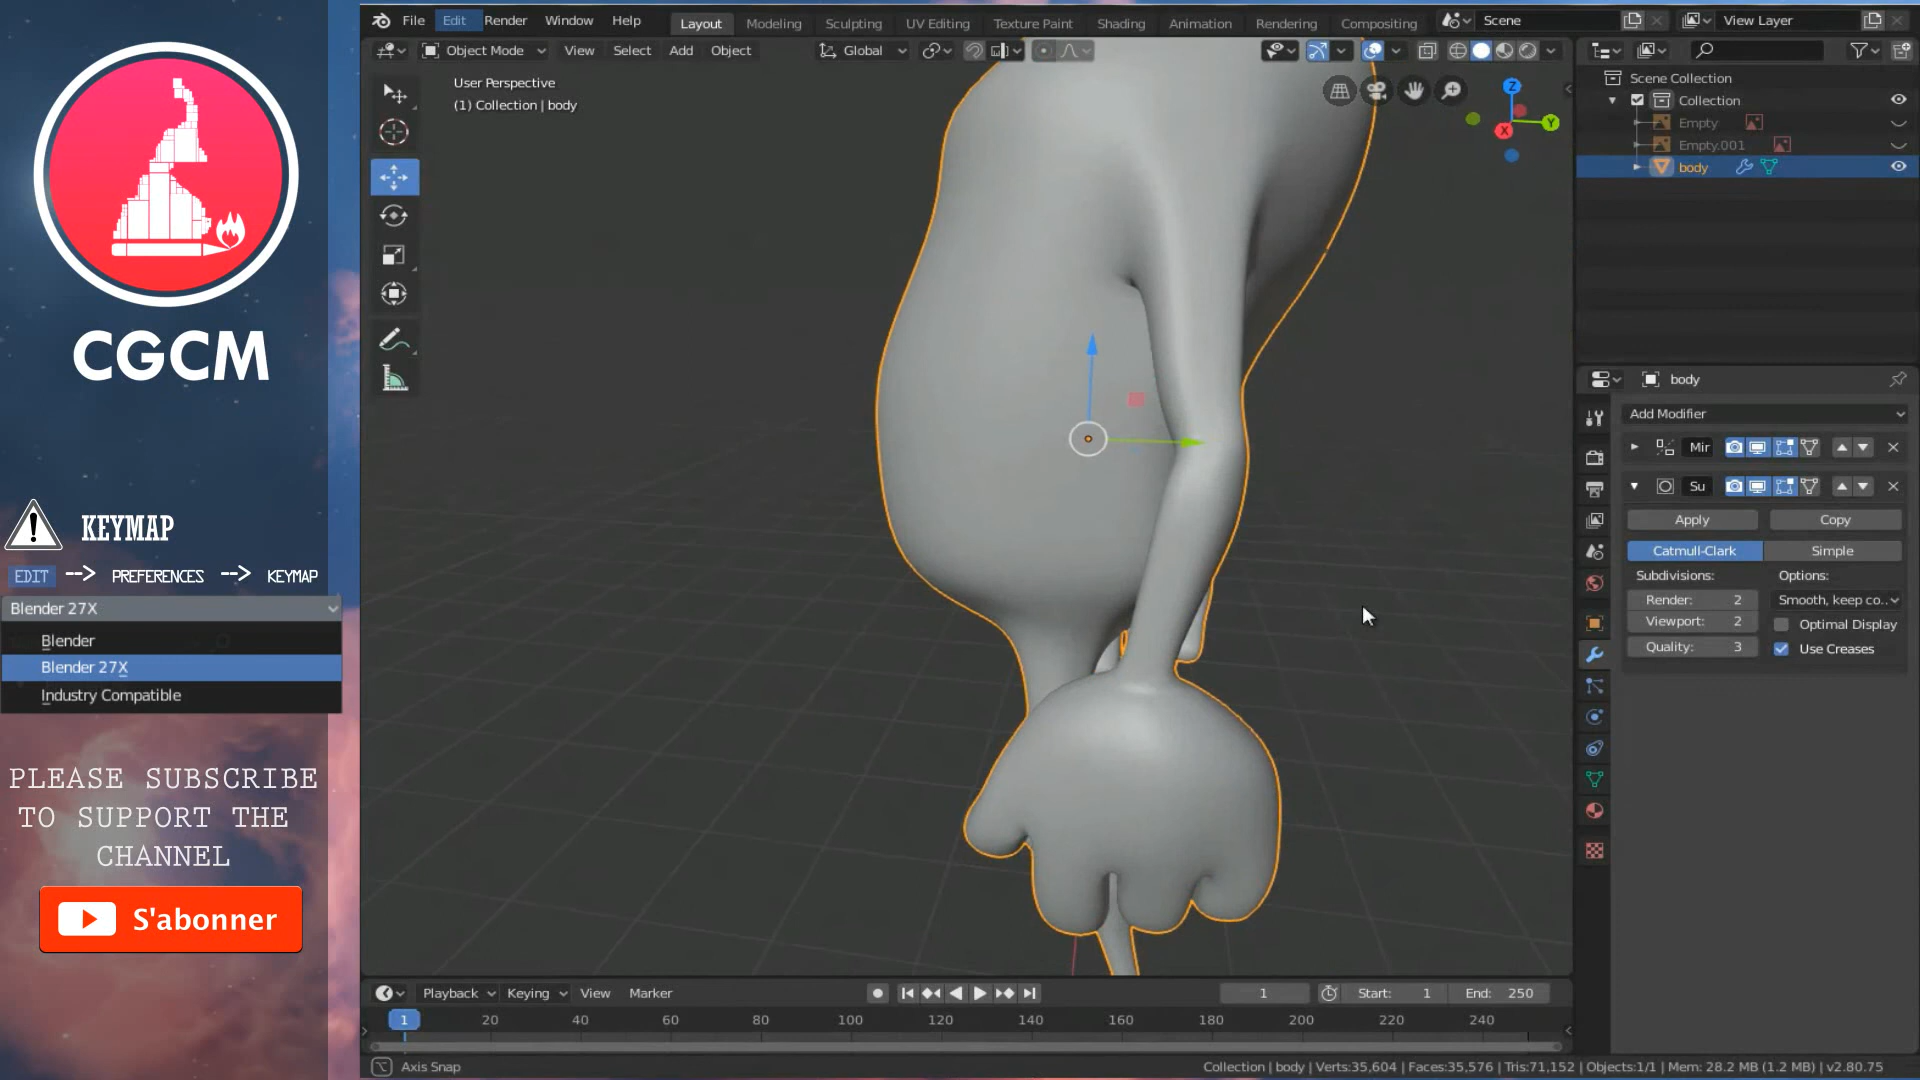 CGCM
KEYMAP
EDIT --> PREFERENCES --> KEYMAP
Blender 27X
Blender
Blender 27X
Industry Compatible
PLEASE SUBSCRIBE
TO SUPPORT THE
CHANNEL
S'abonner
File Edit Render Window Help
Layout Modeling Sculpting UV Editing Texture Paint Shading Animation Rendering Compositing
Scene
View Layer
Object Mode View Select Add Object
Global
User Perspective
(1) Collection | body
X
Y
Z
Scene Collection
Collection
Empty
Empty.001
body
body
Add Modifier
Mir
Su
Apply Copy
Catmull-Clark Simple
Subdivisions: Options:
Render: 2 Smooth, keep co..
Viewport: 2 Optimal Display
Quality: 3 Use Creases
Playback Keying View Marker
1 Start: 1 End: 250
1 20 40 60 80 100 120 140 160 180 200 220 240
Axis Snap
Collection | body | Verts:35,604 | Faces:35,576 | Tris:71,152 | Objects:1/1 | Mem: 28.2 MB (1.2 MB) | v2.80.75